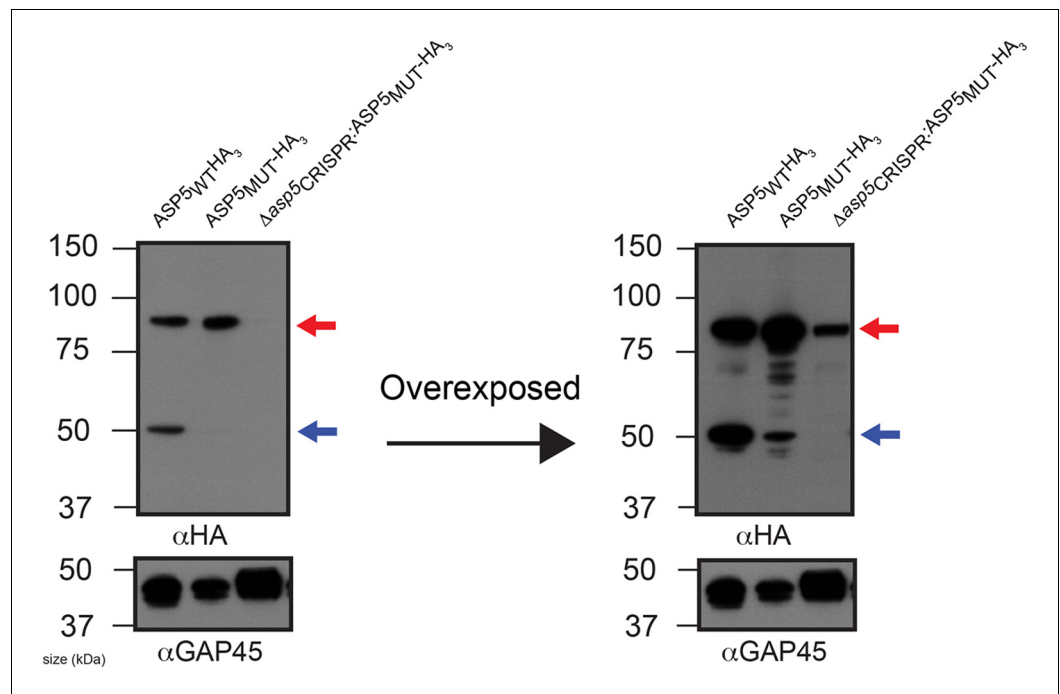 ASP5WTHA3
ASP5MUT-HA3
Δasp5CRISPR:ASP5MUT-HA3
150
100
75
50
37
αHA
50
37
size (kDa)
αGAP45
Overexposed
ASP5WTHA3
ASP5MUT-HA3
Δasp5CRISPR:ASP5MUT-HA3
150
100
75
50
37
αHA
50
37
αGAP45